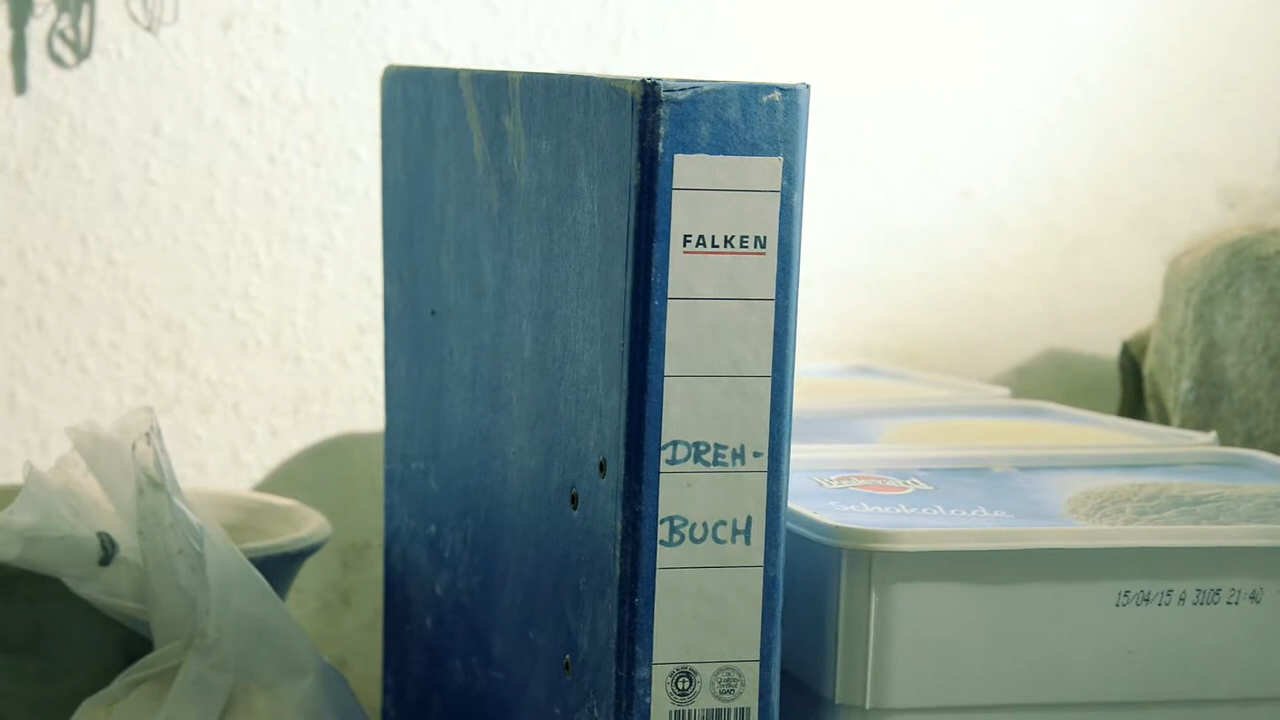 FALKEN
DREH-
BUCH
Schokolade
15/04/15 A 3105 21:40